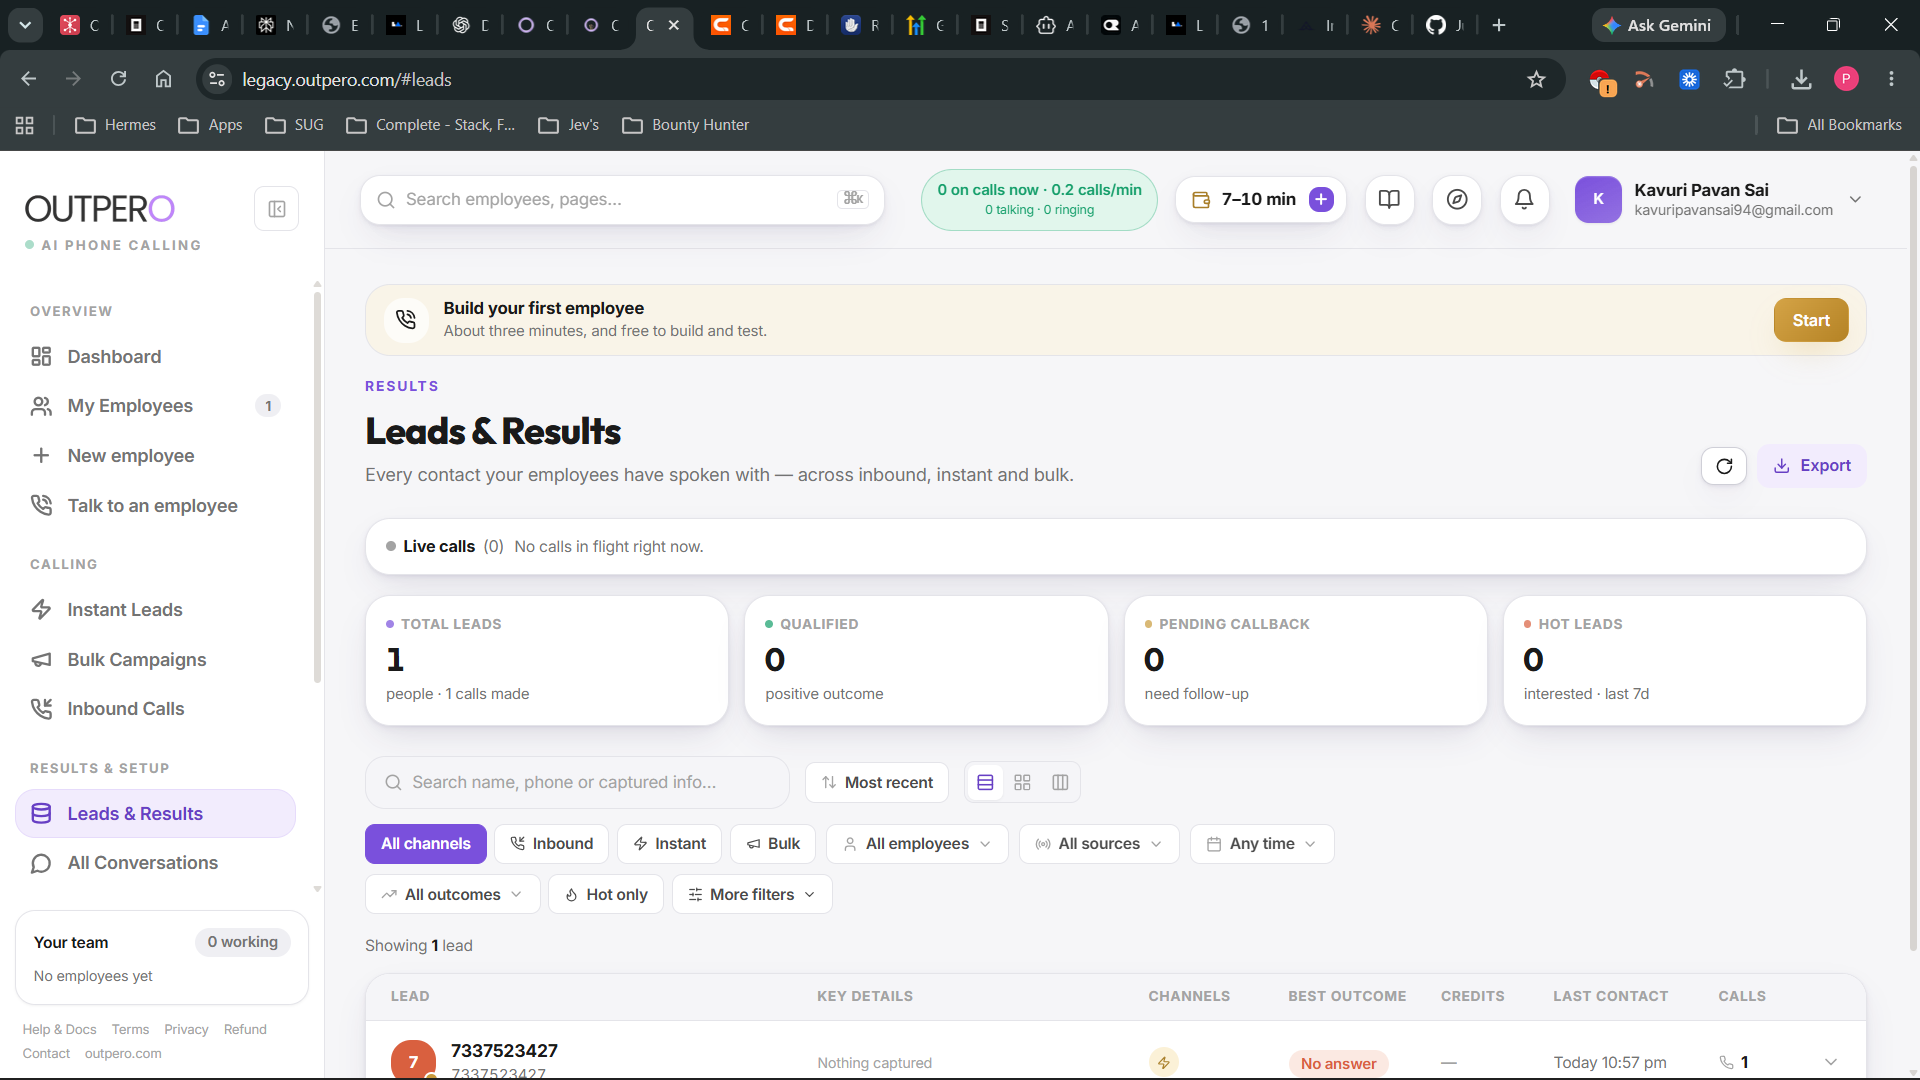 Ask Gemini
legacy.outpero.com/#leads
Hermes
Apps
SUG
Complete - Stack, F...
Jev's
Bounty Hunter
All Bookmarks
OUTPERO
AI PHONE CALLING
Search employees, pages...
⌘K
0 on calls now · 0.2 calls/min
0 talking · 0 ringing
7–10 min
K
Kavuri Pavan Sai
kavuripavansai94@gmail.com
OVERVIEW
Dashboard
My Employees
1
New employee
Talk to an employee
CALLING
Instant Leads
Bulk Campaigns
Inbound Calls
RESULTS & SETUP
Leads & Results
All Conversations
Your team
0 working
No employees yet
Help & Docs
Terms
Privacy
Refund
Contact
outpero.com
Build your first employee
About three minutes, and free to build and test.
Start
RESULTS
Leads & Results
Every contact your employees have spoken with — across inbound, instant and bulk.
Export
Live calls (0) No calls in flight right now.
TOTAL LEADS
1
people · 1 calls made
QUALIFIED
0
positive outcome
PENDING CALLBACK
0
need follow-up
HOT LEADS
0
interested · last 7d
Search name, phone or captured info...
Most recent
All channels
Inbound
Instant
Bulk
All employees
All sources
Any time
All outcomes
Hot only
More filters
Showing 1 lead
LEAD
KEY DETAILS
CHANNELS
BEST OUTCOME
CREDITS
LAST CONTACT
CALLS
7
7337523427
7337523427
Nothing captured
No answer
—
Today 10:57 pm
1